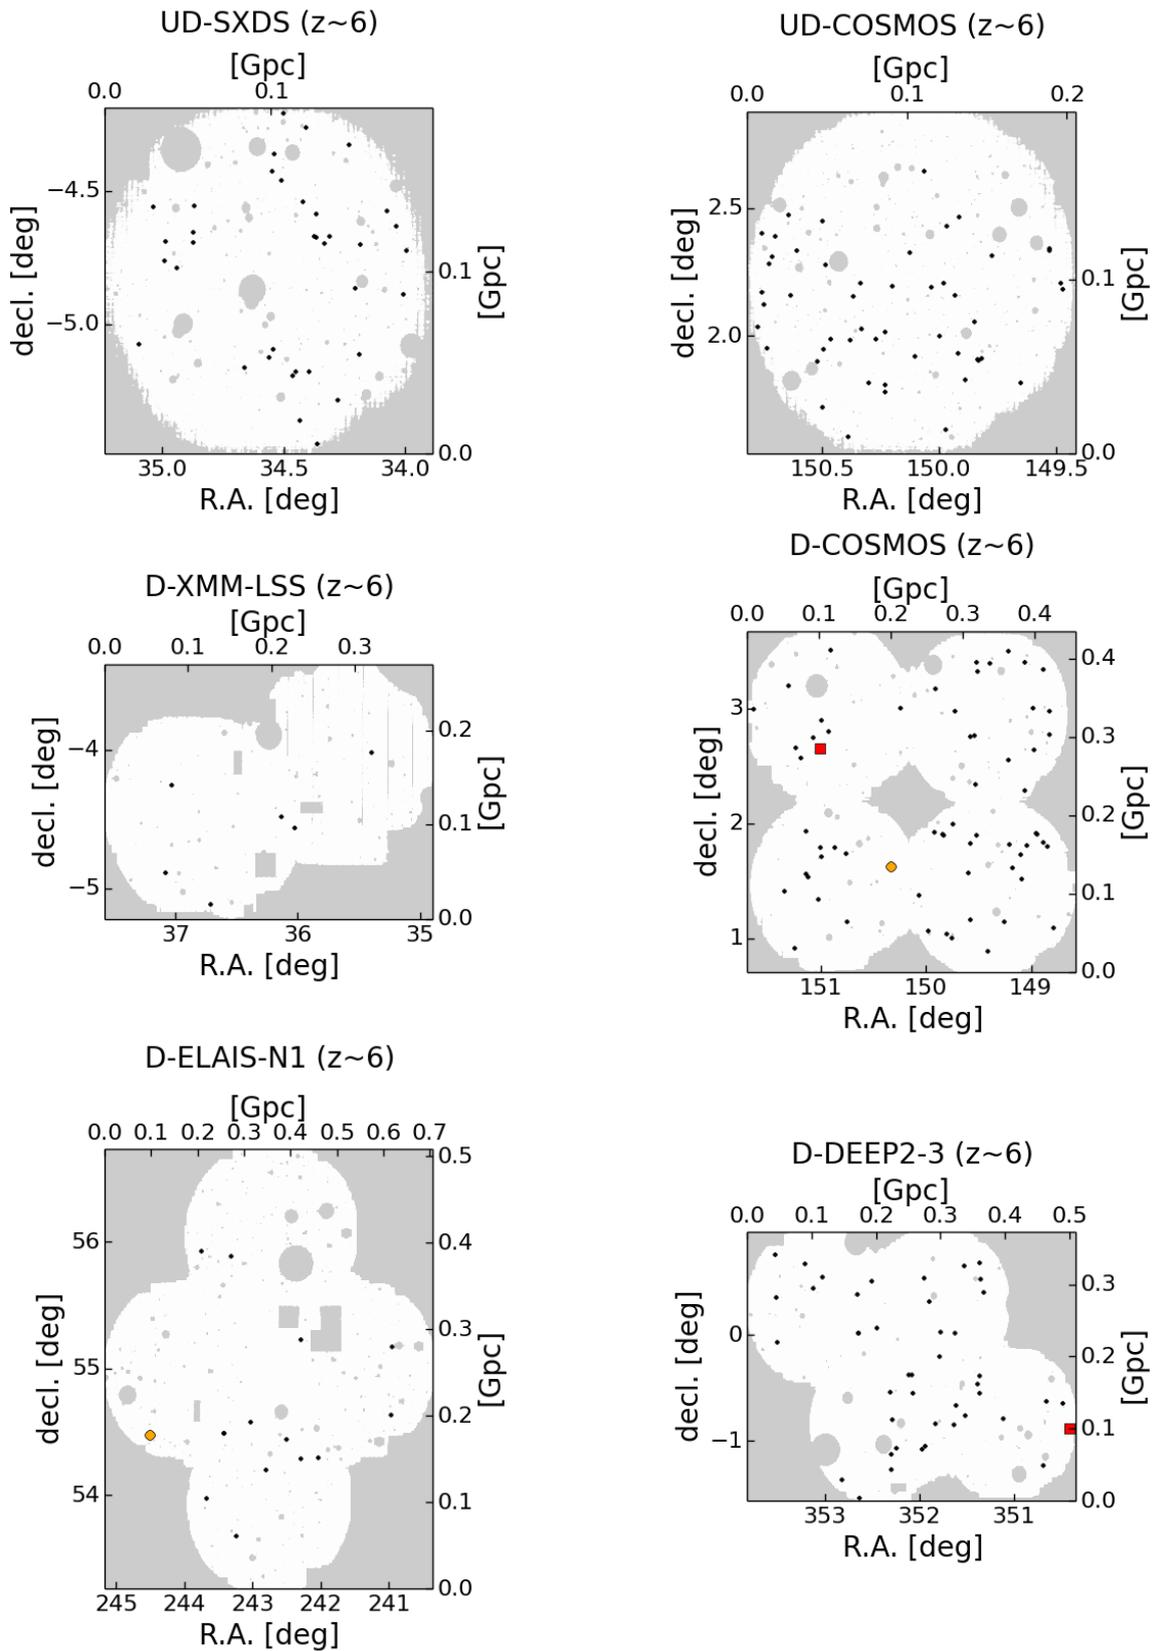 UD-SXDS (z~6)
[Gpc]
0.0 0.1
decl. [deg]
−4.5
−5.0
0.1
0.0
[Gpc]
35.0 34.5 34.0
R.A. [deg]
UD-COSMOS (z~6)
[Gpc]
0.0 0.1 0.2
decl. [deg]
2.5
2.0
0.1
0.0
[Gpc]
150.5 150.0 149.5
R.A. [deg]
D-XMM-LSS (z~6)
[Gpc]
0.0 0.1 0.2 0.3
decl. [deg]
−4
−5
0.2
0.1
0.0
[Gpc]
37 36 35
R.A. [deg]
D-COSMOS (z~6)
[Gpc]
0.0 0.1 0.2 0.3 0.4
decl. [deg]
3
2
1
0.4
0.3
0.2
0.1
0.0
[Gpc]
151 150 149
R.A. [deg]
D-ELAIS-N1 (z~6)
[Gpc]
0.0 0.1 0.2 0.3 0.4 0.5 0.6 0.7
decl. [deg]
56
55
54
0.5
0.4
0.3
0.2
0.1
0.0
[Gpc]
245 244 243 242 241
R.A. [deg]
D-DEEP2-3 (z~6)
[Gpc]
0.0 0.1 0.2 0.3 0.4 0.5
decl. [deg]
0
−1
0.3
0.2
0.1
0.0
[Gpc]
353 352 351
R.A. [deg]